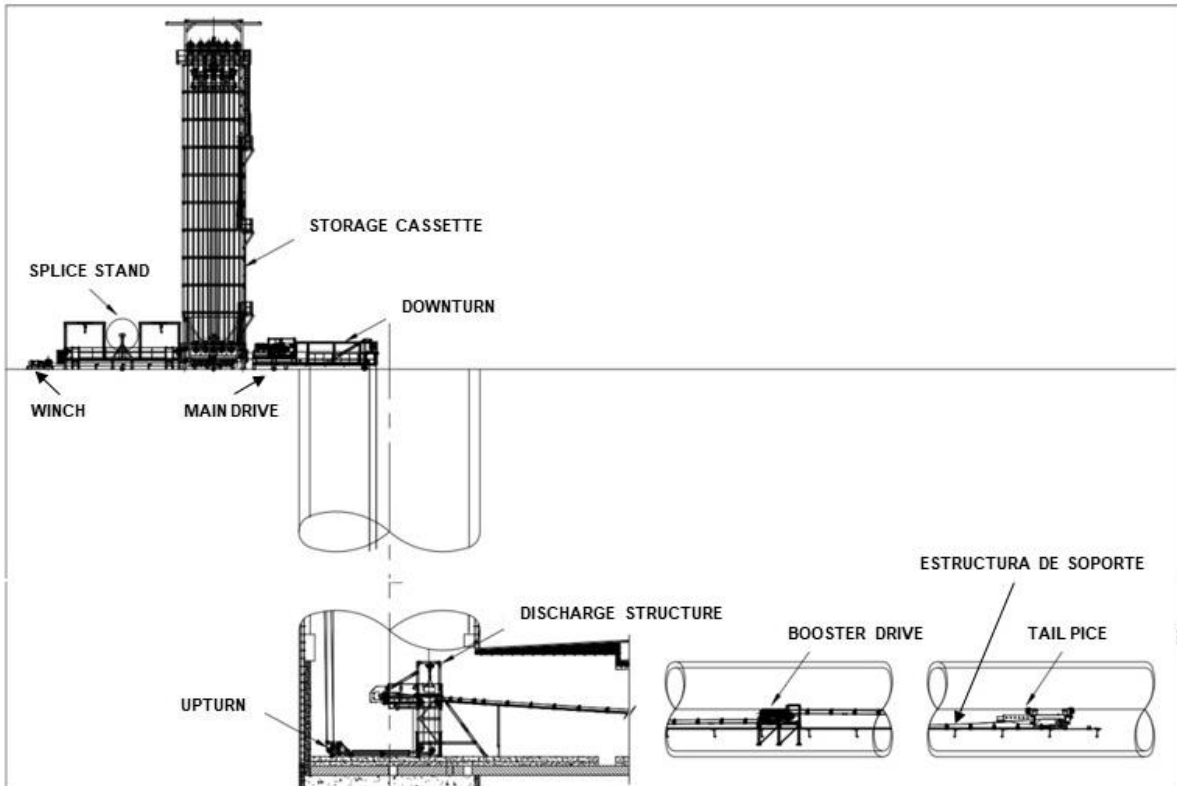 STORAGE CASSETTE
SPLICE STAND
DOWNTURN
WINCH
MAIN DRIVE
ESTRUCTURA DE SOPORTE
DISCHARGE STRUCTURE
BOOSTER DRIVE
TAIL PICE
UPTURN